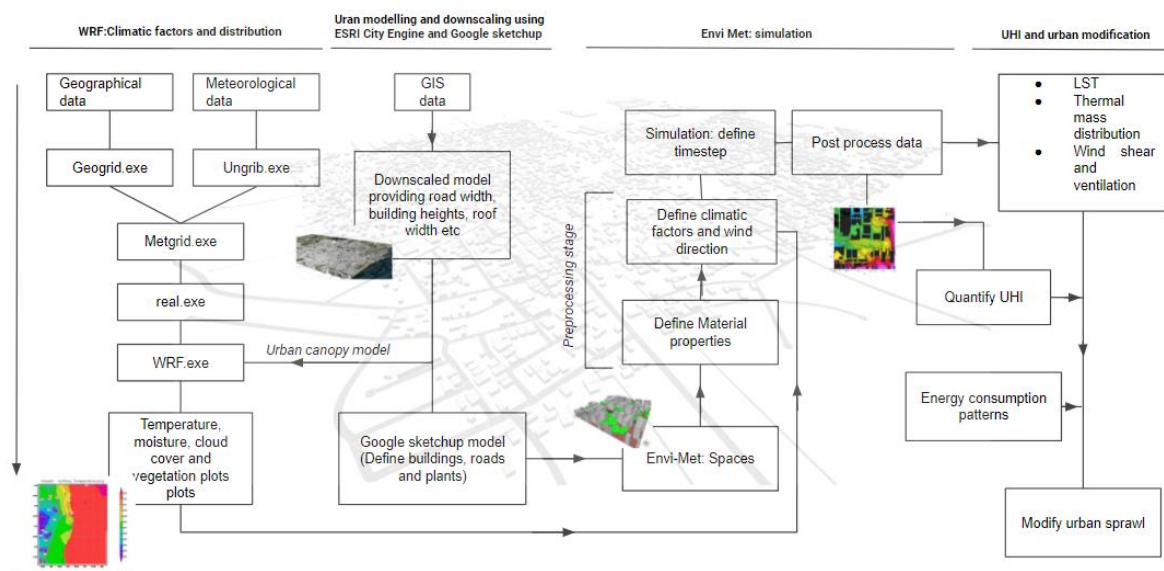 WRF:Climatic factors and distribution
Uran modelling and downscaling using
ESRI City Engine and Google sketchup
Envi Met: simulation
UHI and urban modification
Geographical
data
Meteorological
data
Geogrid.exe
Ungrib.exe
Metgrid.exe
real.exe
WRF.exe
Temperature,
moisture, cloud
cover and
vegetation plots
plots
GIS
data
Downscaled model
providing road width,
building heights, roof
width etc
Urban canopy model
Google sketchup model
(Define buildings, roads
and plants)
Simulation: define
timestep
Post process data
Preprocessing stage
Define climatic
factors and wind
direction
Define Material
properties
Envi-Met: Spaces
● LST
● Thermal
mass
distribution
● Wind shear
and
ventilation
Quantify UHI
Energy consumption
patterns
Modify urban sprawl